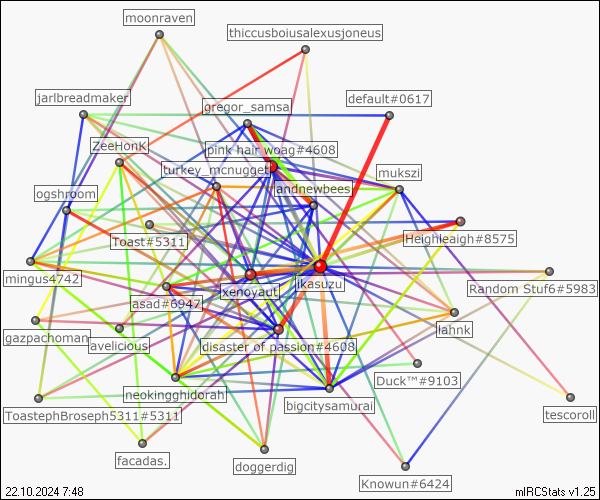 moonraven
thiccusboiusalexusjoneus
jarlbreadmaker
gregor_samsa
default#0617
ZeeHonK
pink hair woag#4608
turkey_mcnugget
mukszi
andnewbees
ogshroom
Toast#5311
Heighleaigh#8575
mingus4742
xenoyaut
jkasuzu
Random Stuf6#5983
asad#6947
gazpachoman
avelicious
disaster of passion#4608
lahnk
Duck™#9103
neokingghidorah
bigcitysamurai
ToastephBroseph5311#5311
tescoroll
facadas.
doggerdig
Knowun#6424
22.10.2024 7:48
mIRCStats v1.25